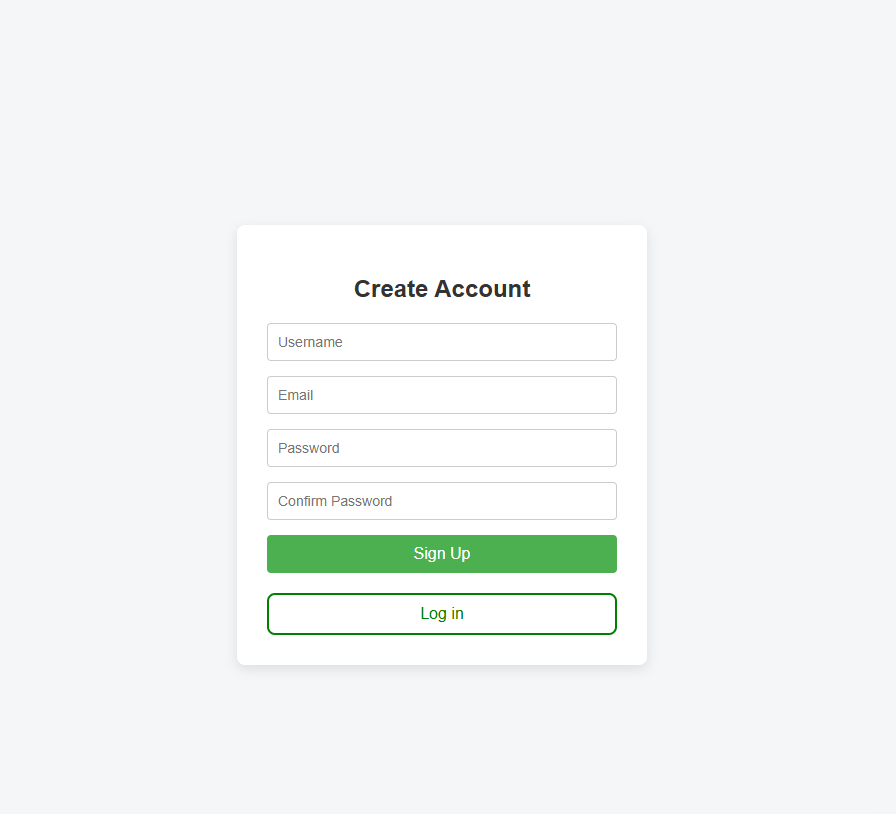 Create Account
Username
Email
Password
Confirm Password
Sign Up
Log in